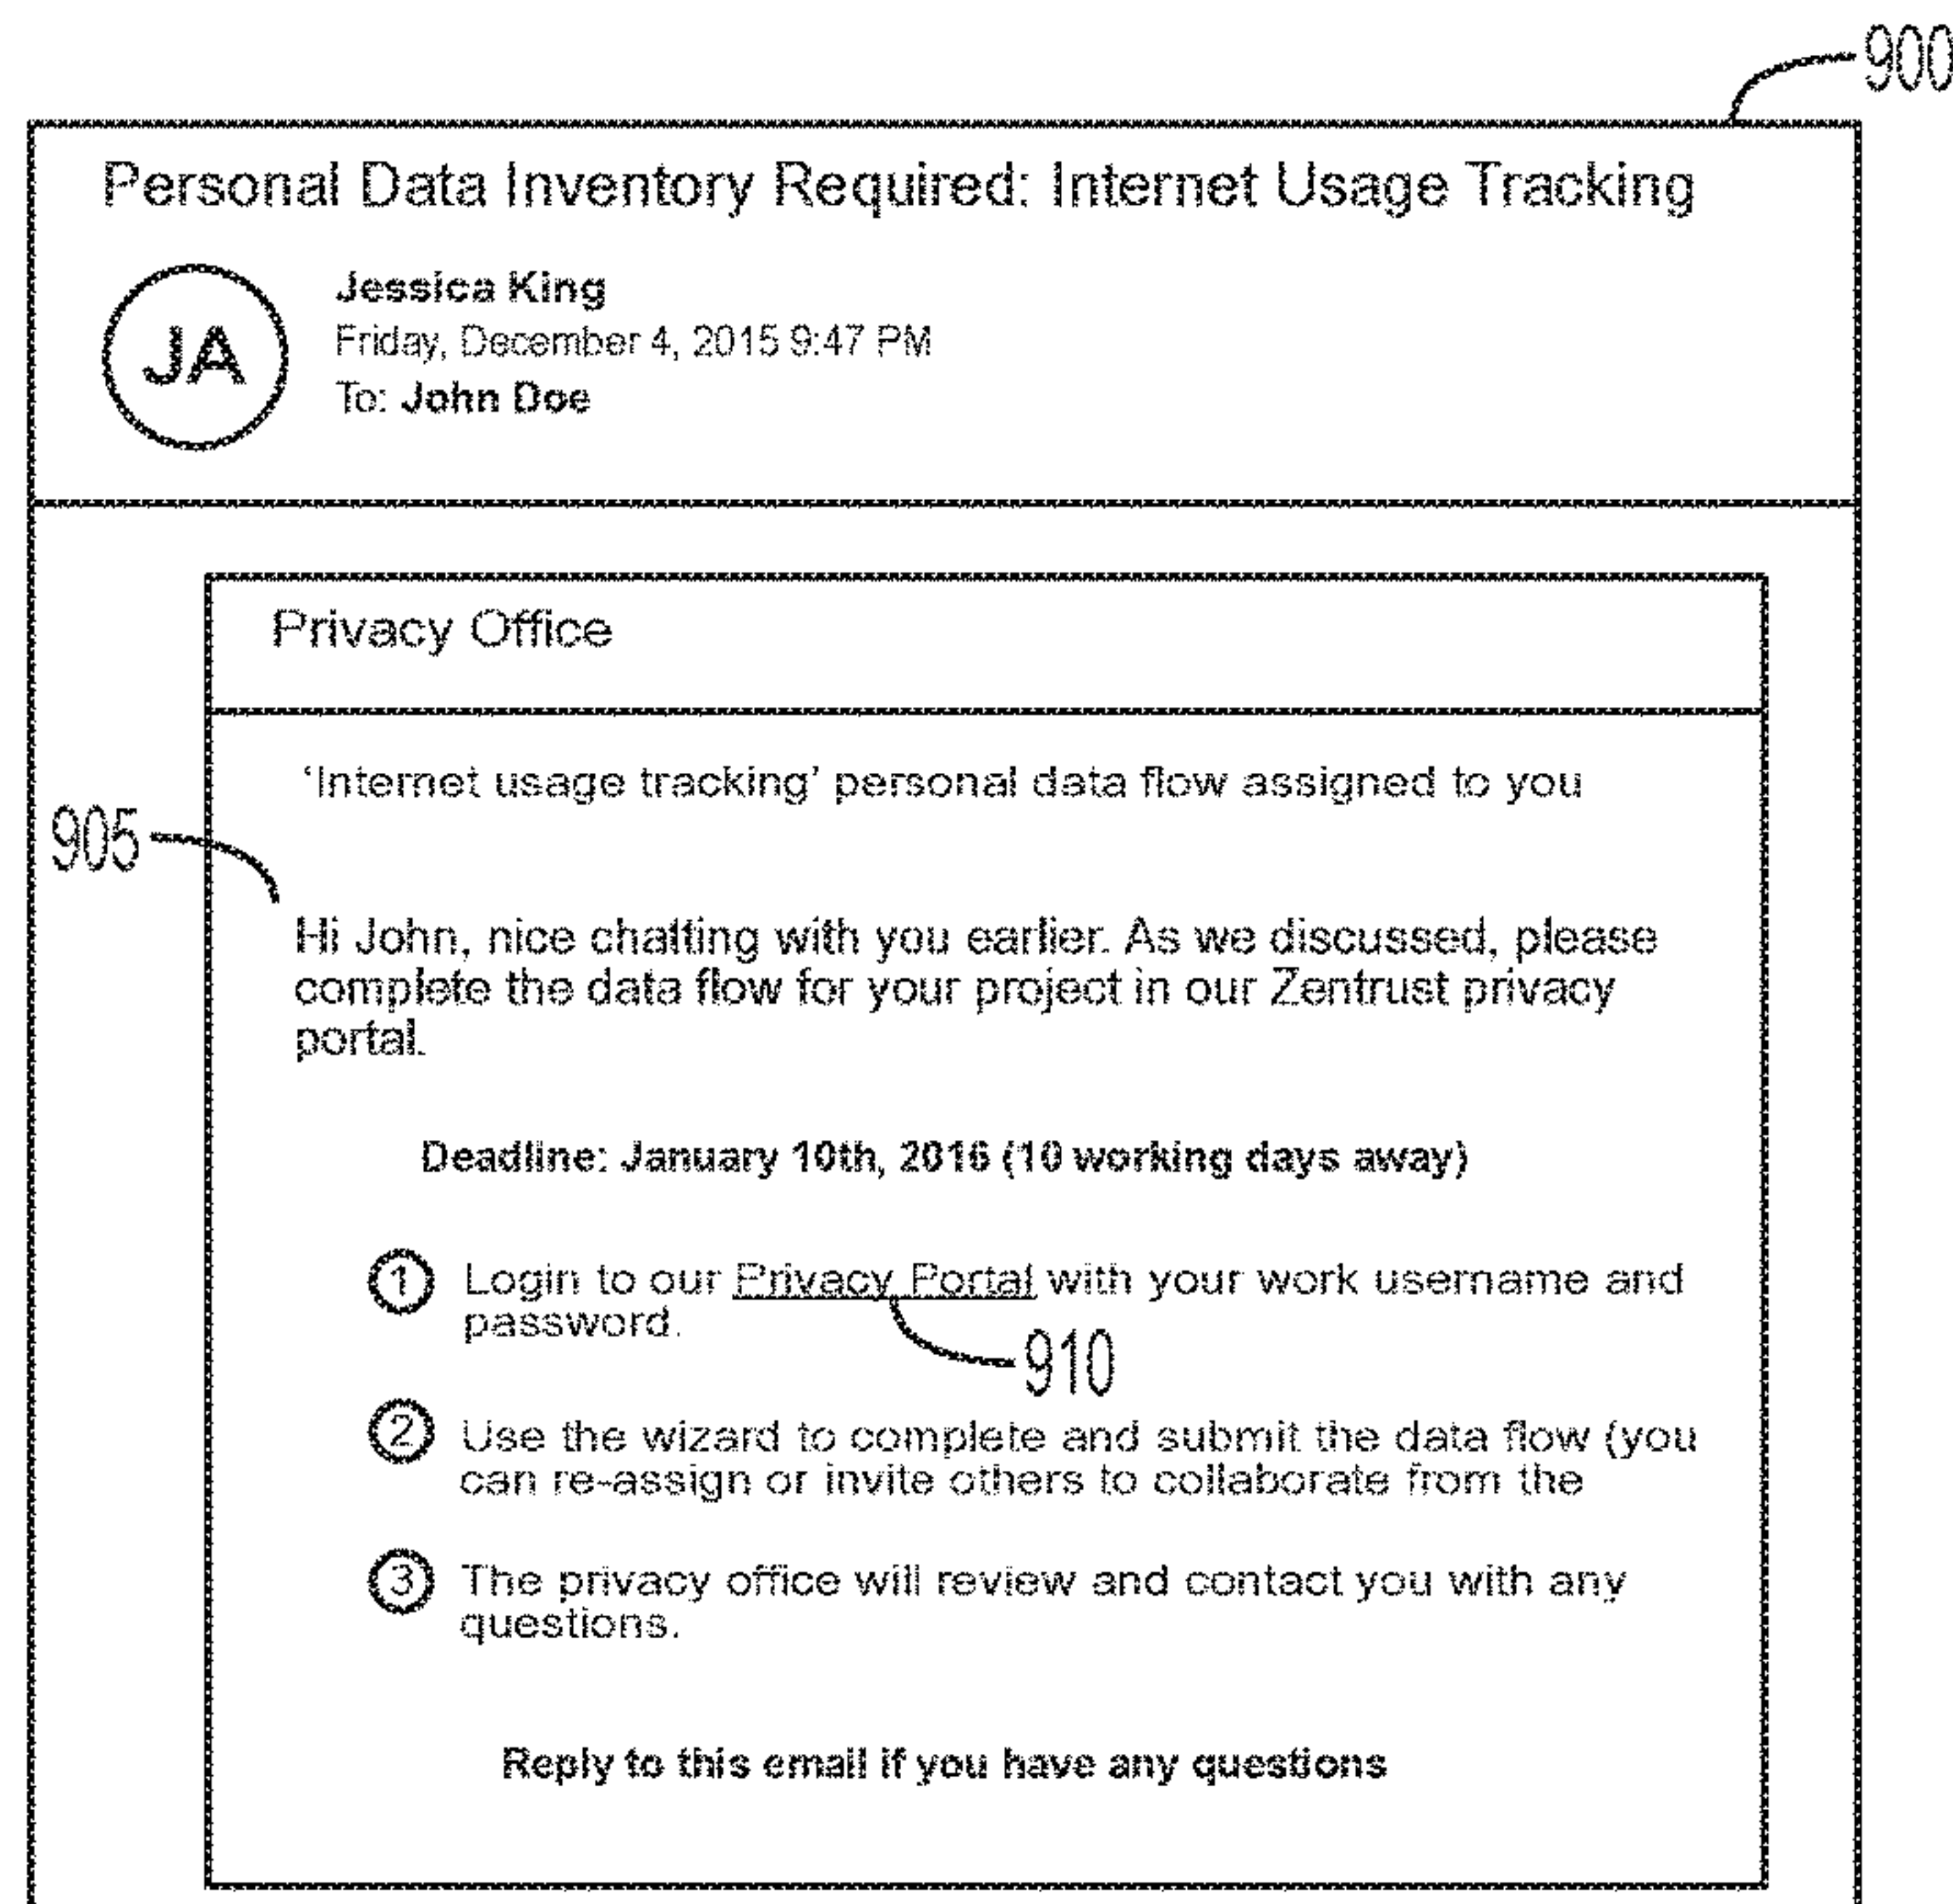 900
Personal Data Inventory Required: Internet Usage Tracking
JA
Jessica King
Friday, December 4, 2015 9:47 PM
To: John Doe
Privacy Office
‘Internet usage tracking’ personal data flow assigned to you
905
Hi John, nice chatting with you earlier. As we discussed, please
complete the data flow for your project in our Zentrust privacy
portal.
Deadline: January 10th, 2016 (10 working days away)
1 Login to our Privacy Portal with your work username and
password.
910
2 Use the wizard to complete and submit the data flow (you
can re-assign or invite others to collaborate from the
3 The privacy office will review and contact you with any
questions.
Reply to this email if you have any questions